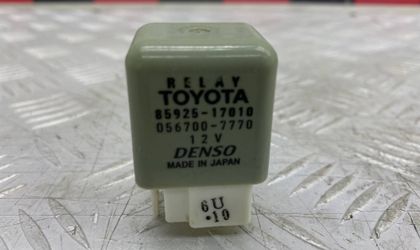 RELAY
TOYOTA
85925-17010
056700-7770
12V
DENSO
MADE IN JAPAN
6U
•10